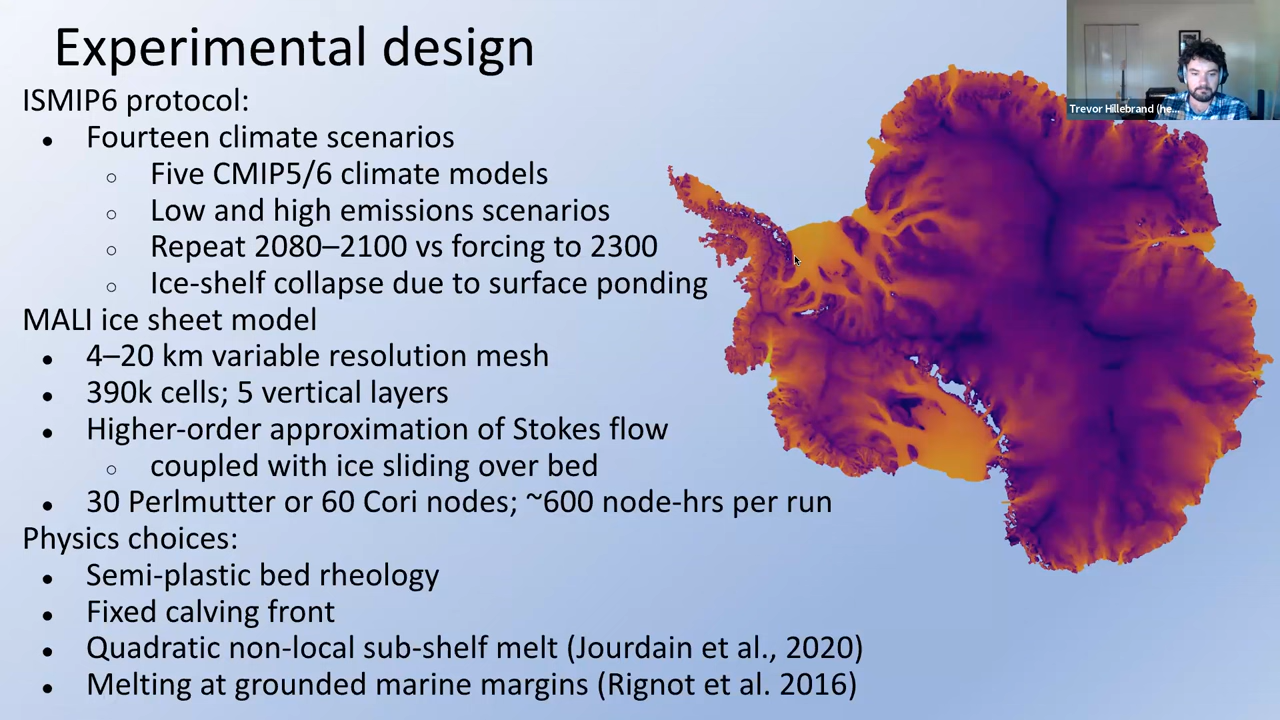 Experimental design
ISMIP6 protocol:
● Fourteen climate scenarios
○ Five CMIP5/6 climate models
○ Low and high emissions scenarios
○ Repeat 2080–2100 vs forcing to 2300
○ Ice-shelf collapse due to surface ponding
MALI ice sheet model
● 4–20 km variable resolution mesh
● 390k cells; 5 vertical layers
● Higher-order approximation of Stokes flow
○ coupled with ice sliding over bed
● 30 Perlmutter or 60 Cori nodes; ~600 node-hrs per run
Physics choices:
● Semi-plastic bed rheology
● Fixed calving front
● Quadratic non-local sub-shelf melt (Jourdain et al., 2020)
● Melting at grounded marine margins (Rignot et al. 2016)
Trevor Hillebrand (he...